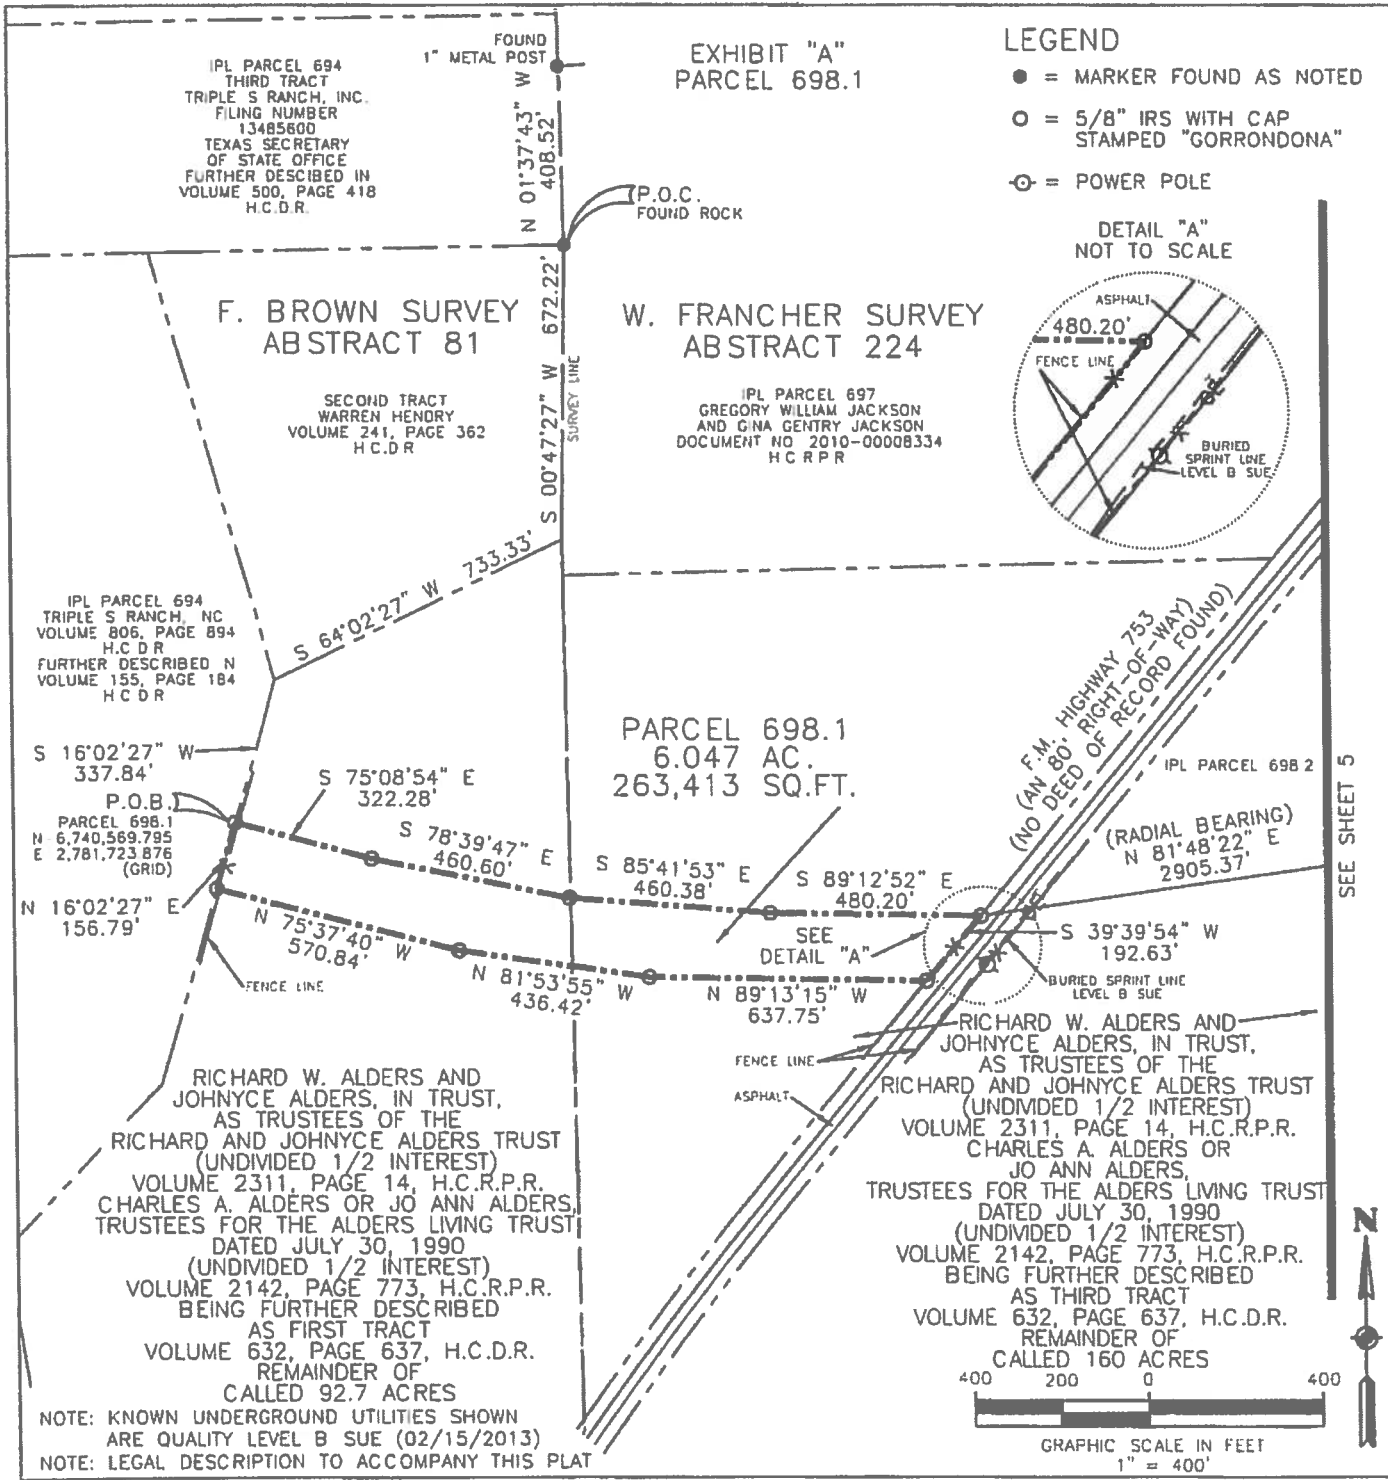 EXHIBIT "A"
PARCEL 698.1
LEGEND
● = MARKER FOUND AS NOTED
○ = 5/8" IRS WITH CAP
STAMPED "GORRONDONA"
= POWER POLE
FOUND
1" METAL POST
N 01°37'43" W
408.52'
IPL PARCEL 694
THIRD TRACT
TRIPLE S RANCH, INC.
FILING NUMBER
13485600
TEXAS SECRETARY
OF STATE OFFICE
FURTHER DESCIBED IN
VOLUME 500, PAGE 418
H.C.D.R.
P.O.C.
FOUND ROCK
DETAIL "A"
NOT TO SCALE
ASPHALT
480.20'
FENCE LINE
BURIED
SPRINT LINE
LEVEL B SUE
F. BROWN SURVEY
ABSTRACT 81
SECOND TRACT
WARREN HENDRY
VOLUME 241, PAGE 362
H.C.D R
S 00°47'27" W 672.22'
SURVEY LINE
W. FRANCHER SURVEY
ABSTRACT 224
IPL PARCEL 697
GREGORY WILLIAM JACKSON
AND GINA GENTRY JACKSON
DOCUMENT NO 2010-00008334
H C R P R
S 64°02'27" W 733.33'
IPL PARCEL 694
TRIPLE S RANCH, NC
VOLUME 806, PAGE 894
H.C D R
FURTHER DESCRIBED N
VOLUME 155, PAGE 184
H C D R
S 16°02'27" W
337.84'
P.O.B.
PARCEL 698.1
N 6,740,569.795
E 2,781,723 876
(GRID)
N 16°02'27" E
156.79'
FENCE LINE
S 75°08'54" E
322.28'
S 78°39'47" E
460.60'
S 85°41'53" E
460.38'
S 89°12'52" E
480.20'
PARCEL 698.1
6.047 AC.
263,413 SQ.FT.
F.M. HIGHWAY 753
(AN 80' RIGHT-OF-WAY)
(NO DEED OF RECORD FOUND)
IPL PARCEL 698 2
(RADIAL BEARING)
N 81°48'22" E
2905.37'
SEE SHEET 5
N 75°37'40" W
570.84'
N 81°53'55" W
436.42'
N 89°13'15" W
637.75'
SEE
DETAIL "A"
S 39°39'54" W
192.63'
BURIED SPRINT LINE
LEVEL B SUE
FENCE LINE
ASPHALT
RICHARD W. ALDERS AND
JOHNYCE ALDERS, IN TRUST,
AS TRUSTEES OF THE
RICHARD AND JOHNYCE ALDERS TRUST
(UNDIVIDED 1/2 INTEREST)
VOLUME 2311, PAGE 14, H.C.R.P.R.
CHARLES A. ALDERS OR JO ANN ALDERS,
TRUSTEES FOR THE ALDERS LIVING TRUST
DATED JULY 30, 1990
(UNDIVIDED 1/2 INTEREST)
VOLUME 2142, PAGE 773, H.C.R.P.R.
BEING FURTHER DESCRIBED
AS FIRST TRACT
VOLUME 632, PAGE 637, H.C.D.R.
REMAINDER OF
CALLED 92.7 ACRES
RICHARD W. ALDERS AND
JOHNYCE ALDERS, IN TRUST,
AS TRUSTEES OF THE
RICHARD AND JOHNYCE ALDERS TRUST
(UNDIVIDED 1/2 INTEREST)
VOLUME 2311, PAGE 14, H.C.R.P.R.
CHARLES A. ALDERS OR
JO ANN ALDERS,
TRUSTEES FOR THE ALDERS LIVING TRUST
DATED JULY 30, 1990
(UNDIVIDED 1/2 INTEREST)
VOLUME 2142, PAGE 773, H.C.R.P.R.
BEING FURTHER DESCRIBED
AS THIRD TRACT
VOLUME 632, PAGE 637, H.C.D.R.
REMAINDER OF
CALLED 160 ACRES
N
NOTE: KNOWN UNDERGROUND UTILITIES SHOWN
ARE QUALITY LEVEL B SUE (02/15/2013)
NOTE: LEGAL DESCRIPTION TO ACCOMPANY THIS PLAT
400 200 0 400
GRAPHIC SCALE IN FEET
1" = 400'